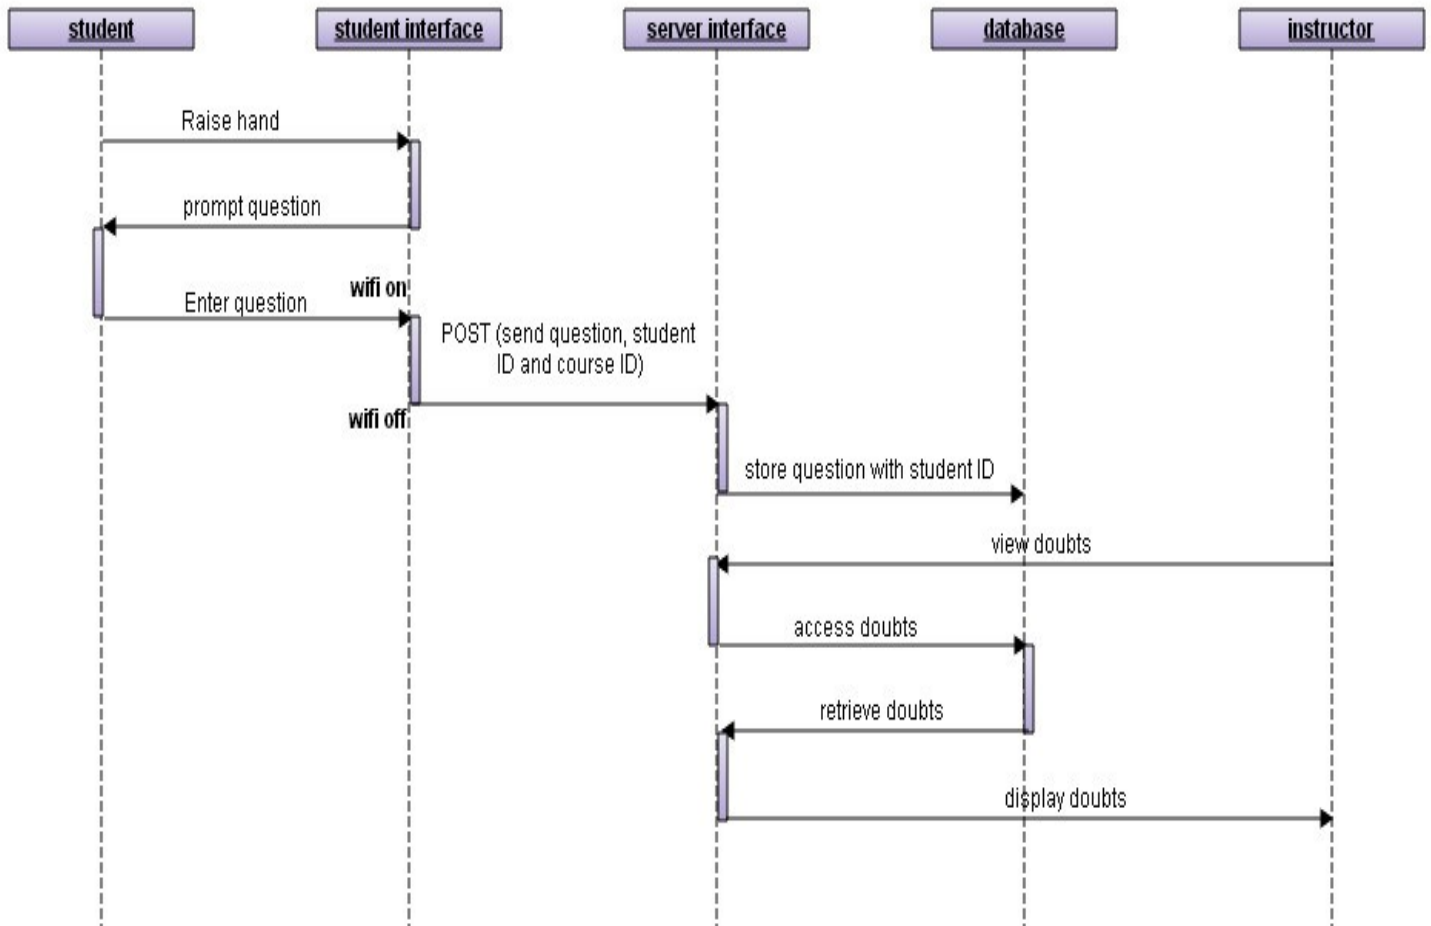 student
student interface
server interface
database
instructor
Raise hand
prompt question
wifi on
Enter question
POST (send question, student
ID and course ID)
wifi off
store question with student ID
view doubts
access doubts
retrieve doubts
display doubts